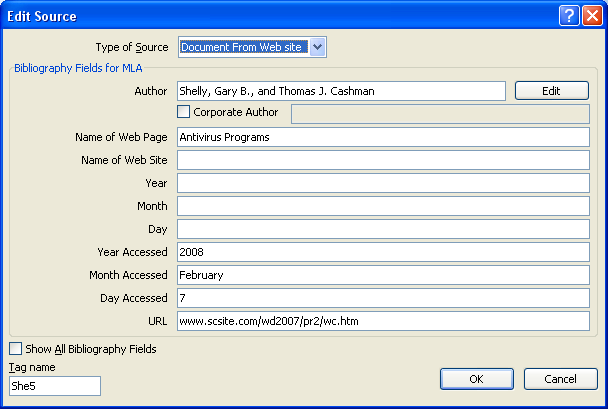 Edit Source
Type of Source Document From Web site
Bibliography Fields for MLA
Author Shelly, Gary B., and Thomas J. Cashman Edit
Corporate Author
Name of Web Page Antivirus Programs
Name of Web Site
Year
Month
Day
Year Accessed 2008
Month Accessed February
Day Accessed 7
URL www.scsite.com/wd2007/pr2/wc.htm
Show All Bibliography Fields
Tag name
She5
OK Cancel